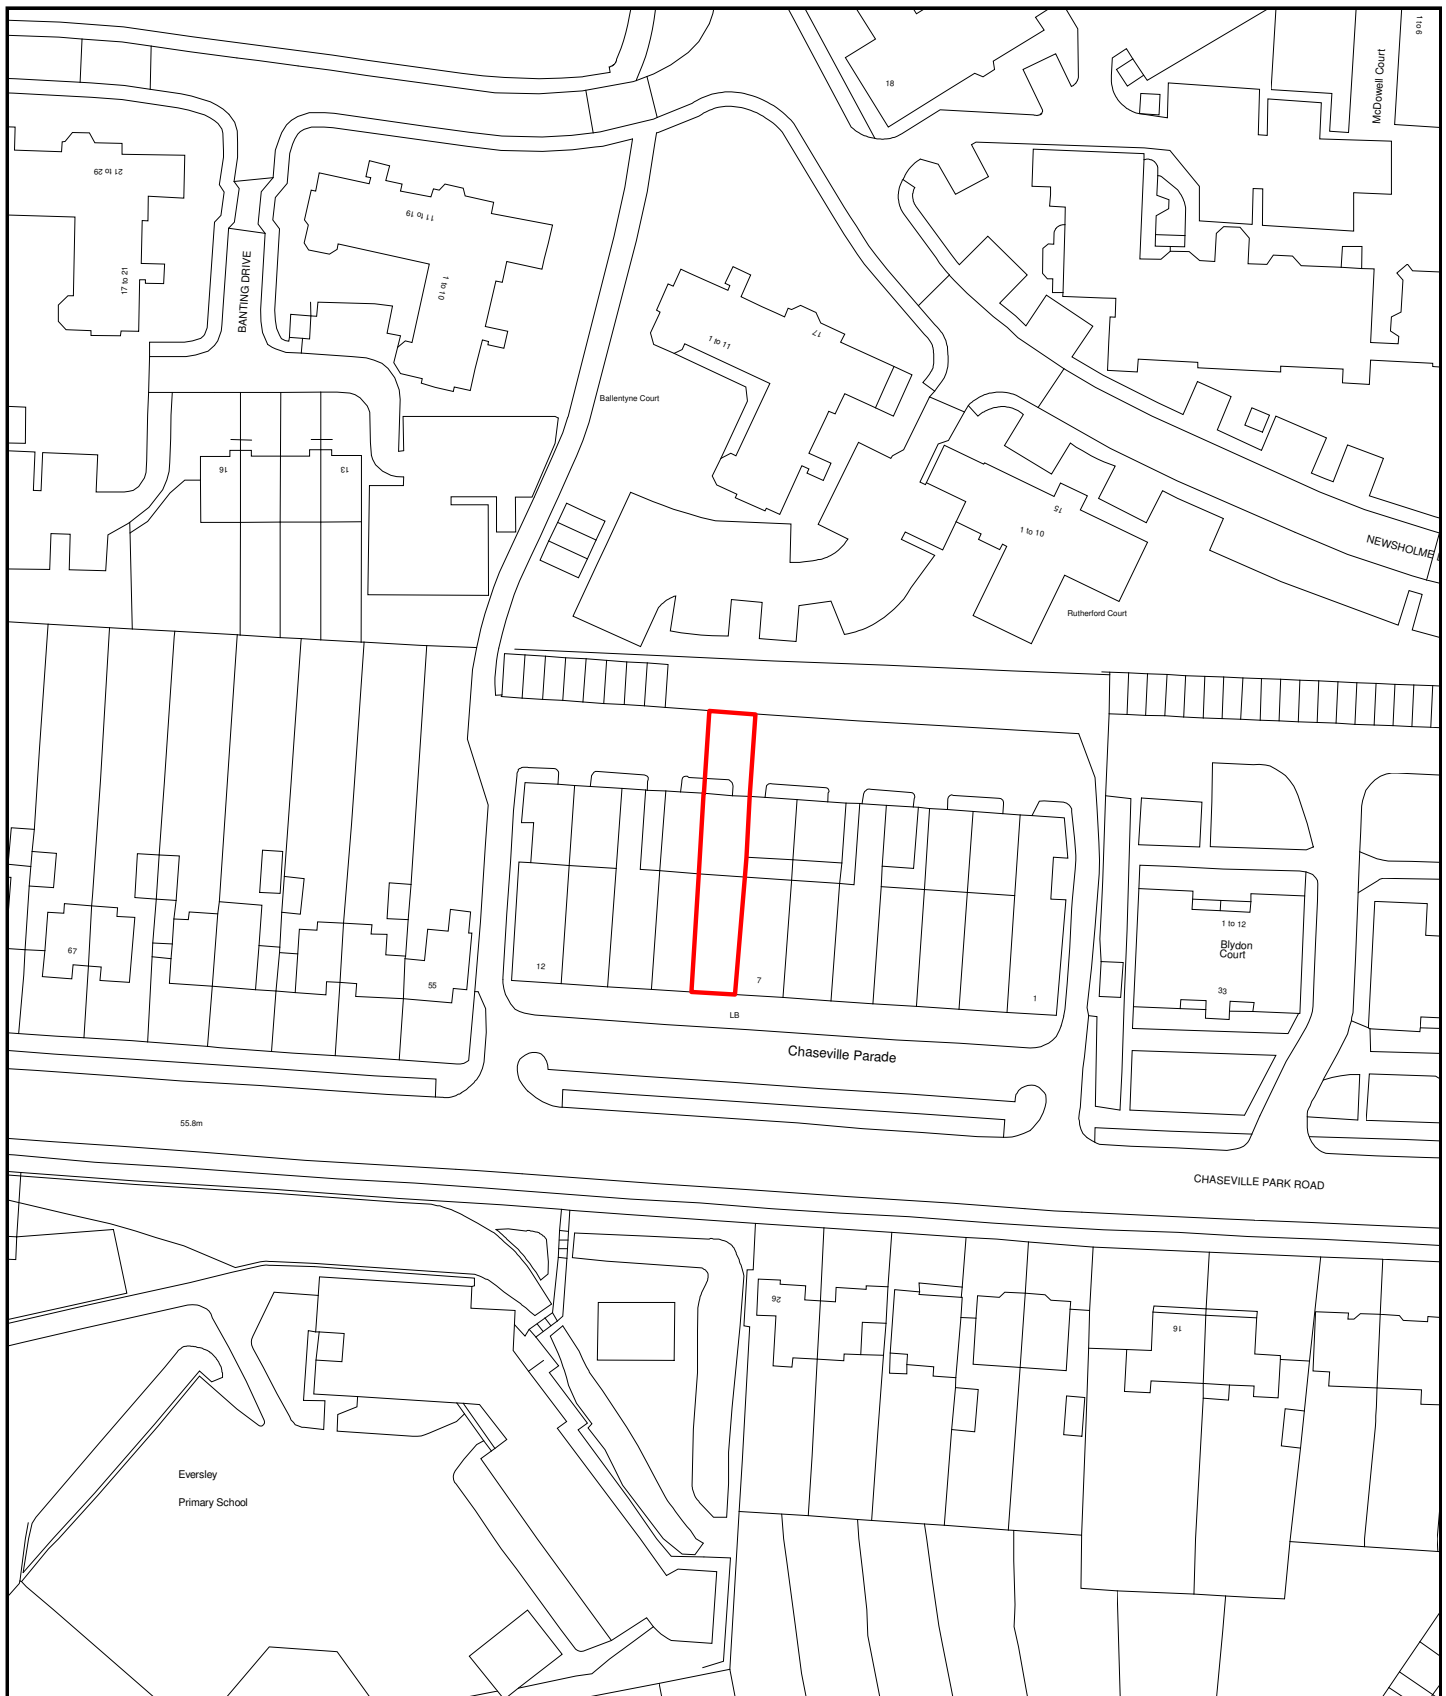 1 to 6
McDowell Court
18
21 to 29
11 to 19
17 to 21
BANTING DRIVE
1 to 10
1 to 11
17
Ballentyne Court
16
13
15
1 to 10
NEWSHOLME
Rutherford Court
1 to 12
Blydon
Court
33
67
55
12
7
1
LB
Chaseville Parade
55.8m
CHASEVILLE PARK ROAD
26
16
Eversley
Primary School